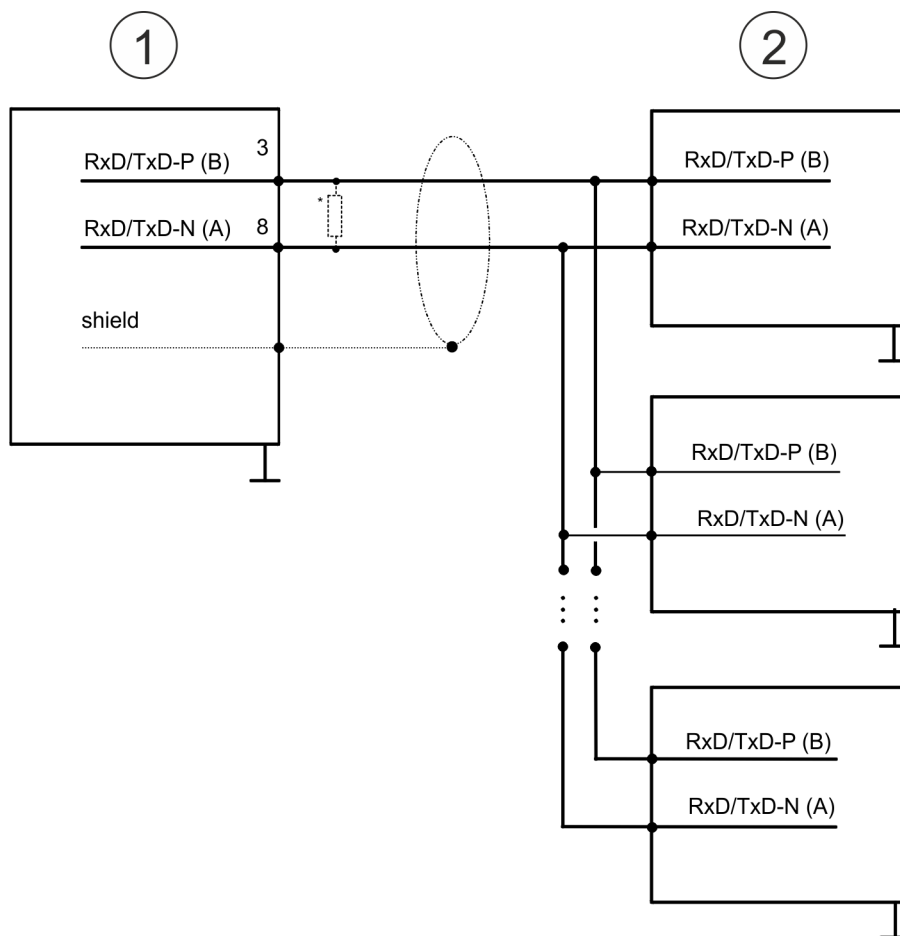 1
2
RxD/TxD-P (B)
3
RxD/TxD-P (B)
*
RxD/TxD-N (A)
8
RxD/TxD-N (A)
shield
RxD/TxD-P (B)
RxD/TxD-N (A)
RxD/TxD-P (B)
RxD/TxD-N (A)